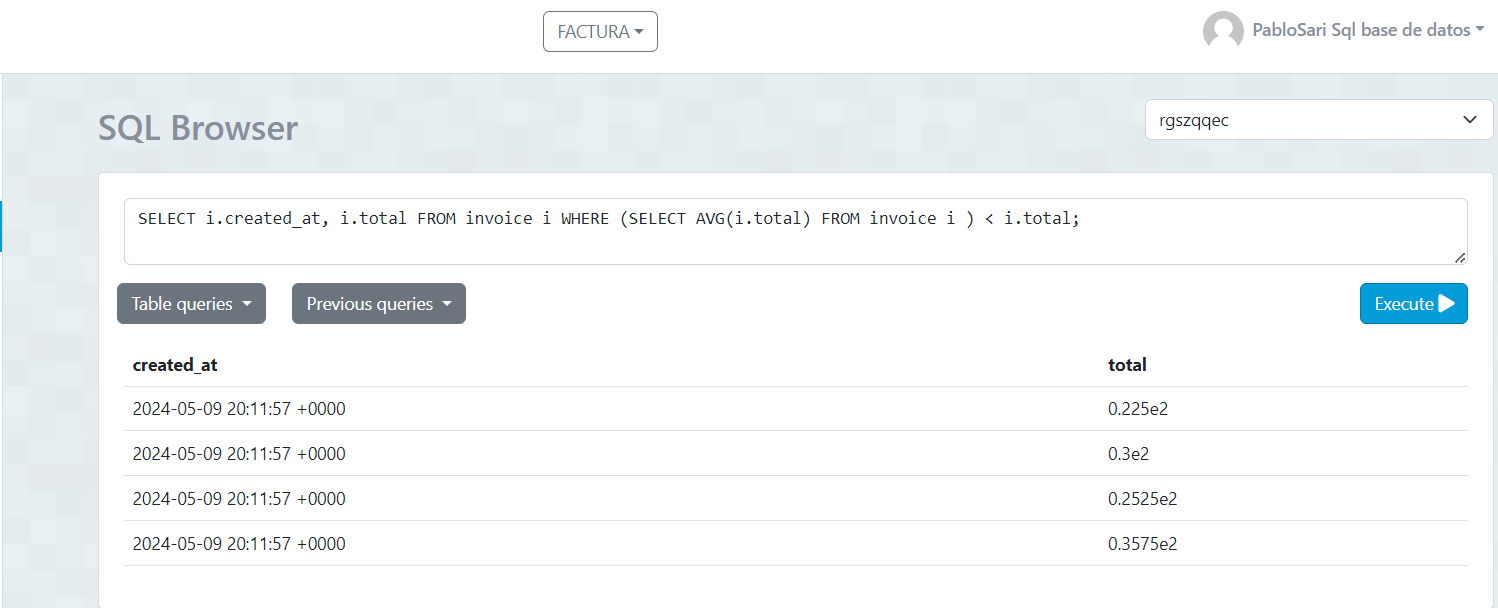 FACTURA
PabloSari Sql base de datos
SQL Browser
rgszqqec
SELECT i.created_at, i.total FROM invoice i WHERE (SELECT AVG(i.total) FROM invoice i ) < i.total;
Table queries
Previous queries
Execute
created_at total
2024-05-09 20:11:57 +0000 0.225e2
2024-05-09 20:11:57 +0000 0.3e2
2024-05-09 20:11:57 +0000 0.2525e2
2024-05-09 20:11:57 +0000 0.3575e2